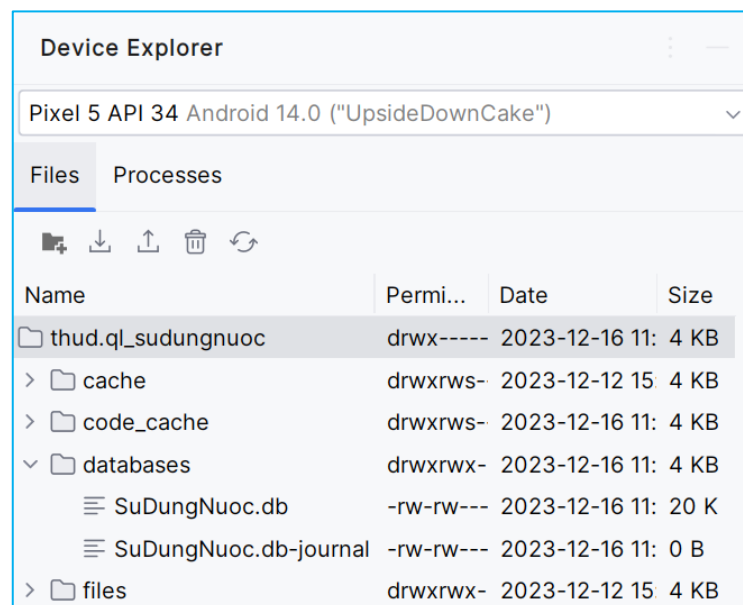 Device Explorer
Pixel 5 API 34 Android 14.0 ("UpsideDownCake")
Files Processes
Name Permi... Date Size
thud.ql_sudungnuoc drwx----- 2023-12-16 11: 4 KB
cache drwxrws- 2023-12-12 15: 4 KB
code_cache drwxrws- 2023-12-16 11: 4 KB
databases drwxrwx- 2023-12-16 11: 4 KB
SuDungNuoc.db -rw-rw--- 2023-12-16 11: 20 K
SuDungNuoc.db-journal -rw-rw--- 2023-12-16 11: 0 B
files drwxrwx- 2023-12-12 15: 4 KB